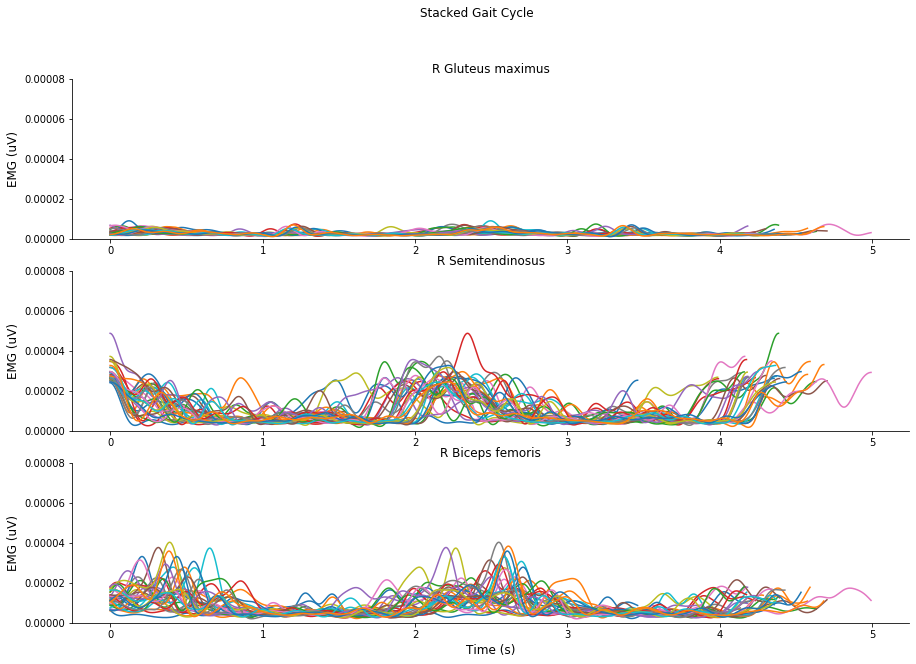 Stacked Gait Cycle
R Gluteus maximus
EMG (uV)
0.00008
0.00006
0.00004
0.00002
0.00000
0 1 2 3 4 5
R Semitendinosus
EMG (uV)
0.00008
0.00006
0.00004
0.00002
0.00000
0 1 2 3 4 5
R Biceps femoris
EMG (uV)
0.00008
0.00006
0.00004
0.00002
0.00000
0 1 2 3 4 5
Time (s)